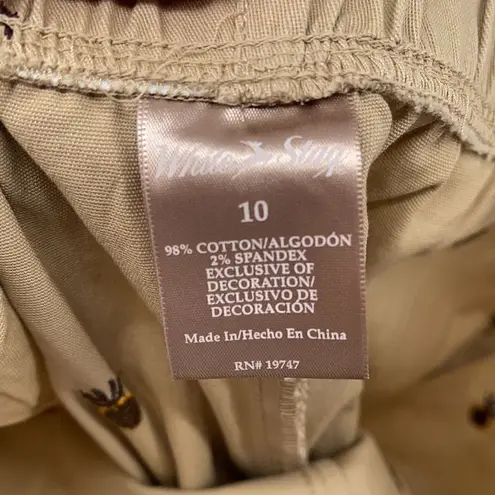 White Stag
10
98% COTTON/ALGODÓN
2% SPANDEX
EXCLUSIVE OF
DECORATION/
EXCLUSIVO DE
DECORACIÓN
Made In/Hecho En China
RN# 19747